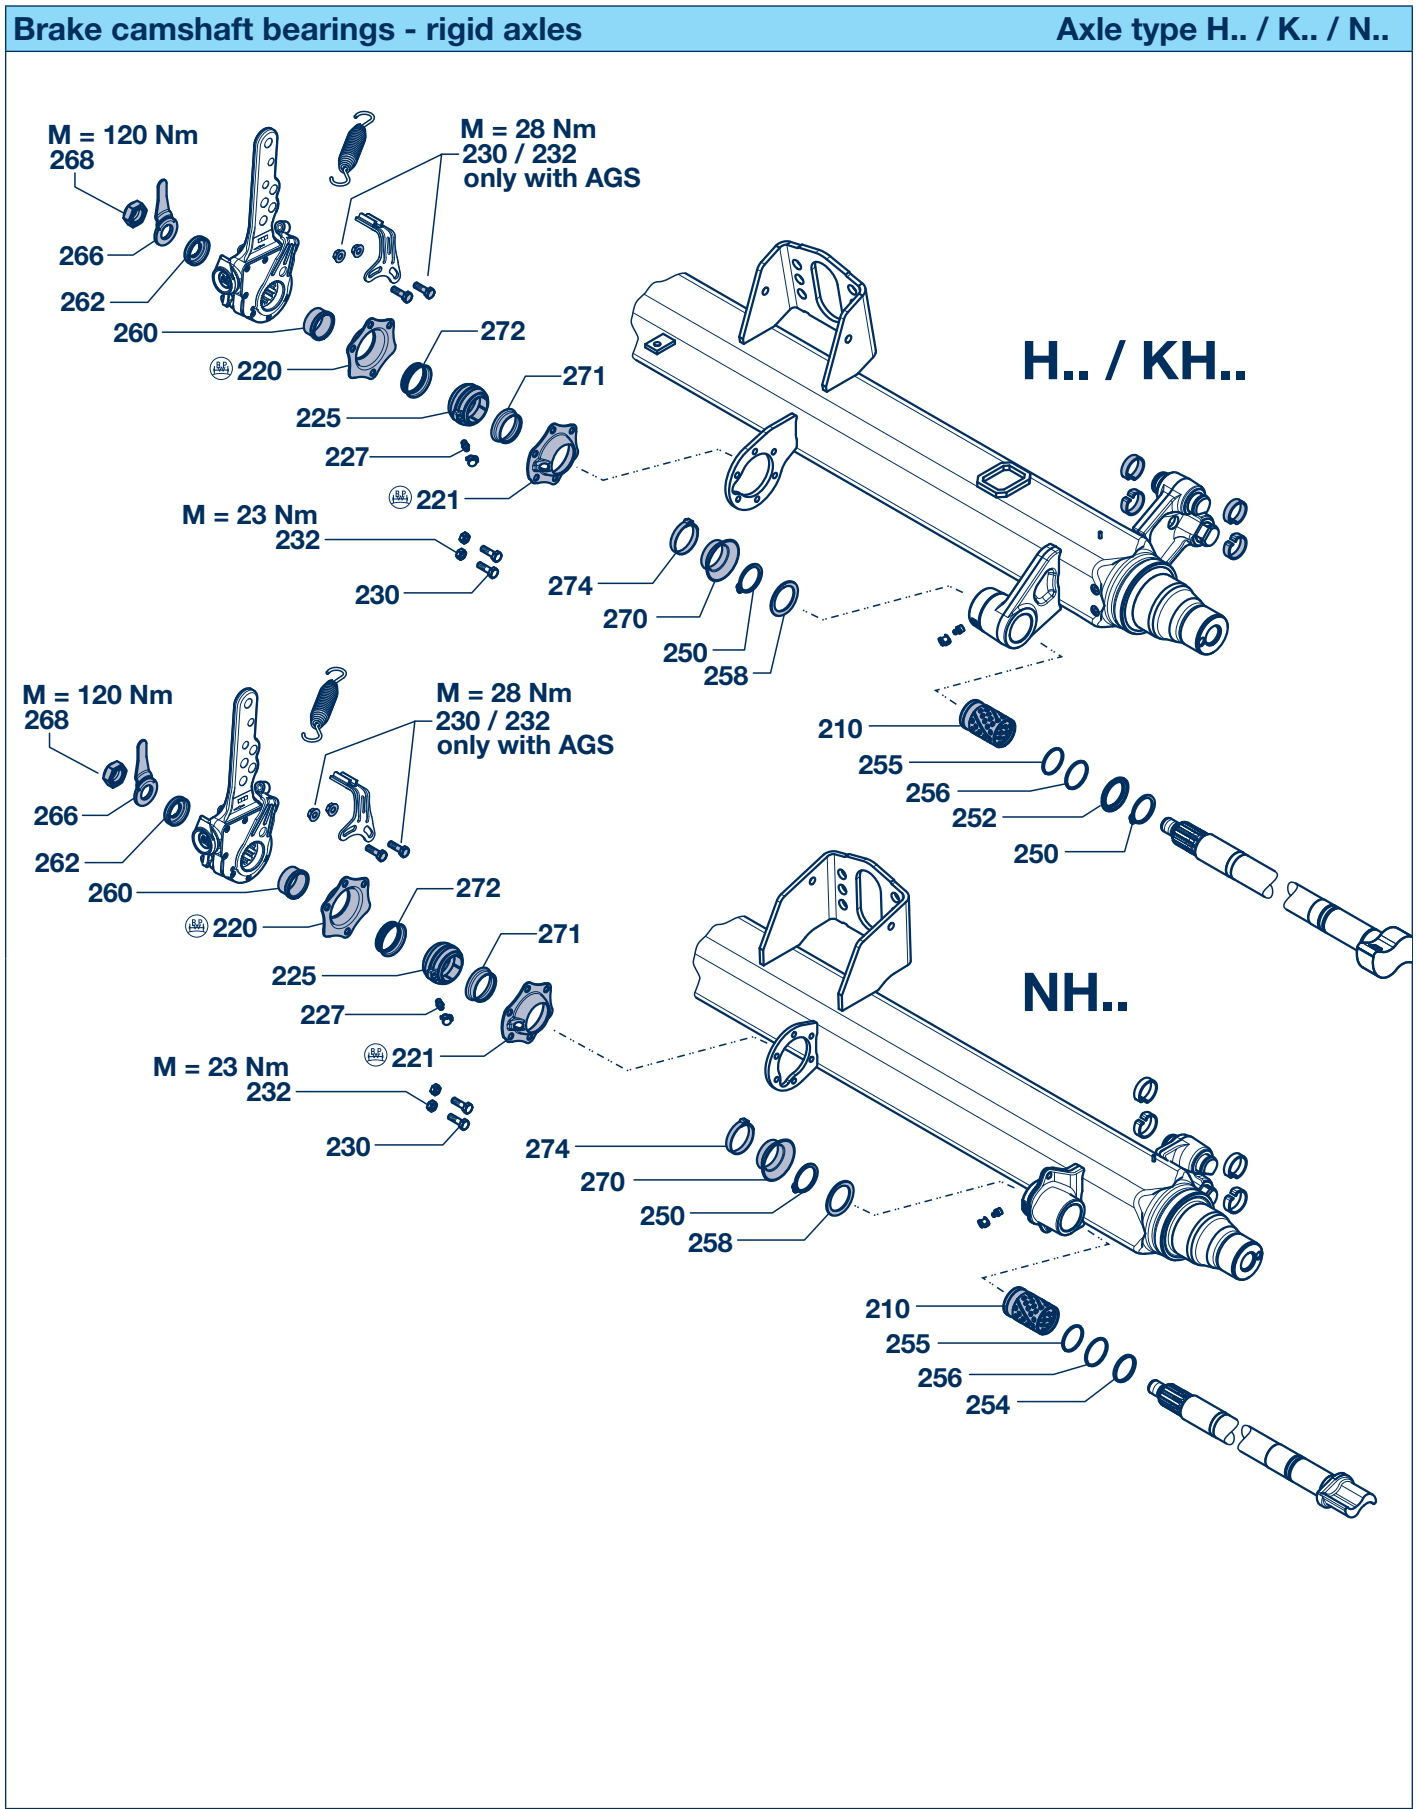 Brake camshaft bearings - rigid axles
Axle type H.. / K.. / N..
M = 120 Nm
268
M = 28 Nm
230 / 232
only with AGS
266
262
260
220
272
271
225
227
221
M = 23 Nm
232
230
274
270
250
258
H.. / KH..
210
255
256
252
250
M = 120 Nm
268
M = 28 Nm
230 / 232
only with AGS
266
262
260
220
272
271
225
227
221
M = 23 Nm
232
230
274
270
250
258
NH..
210
255
256
254